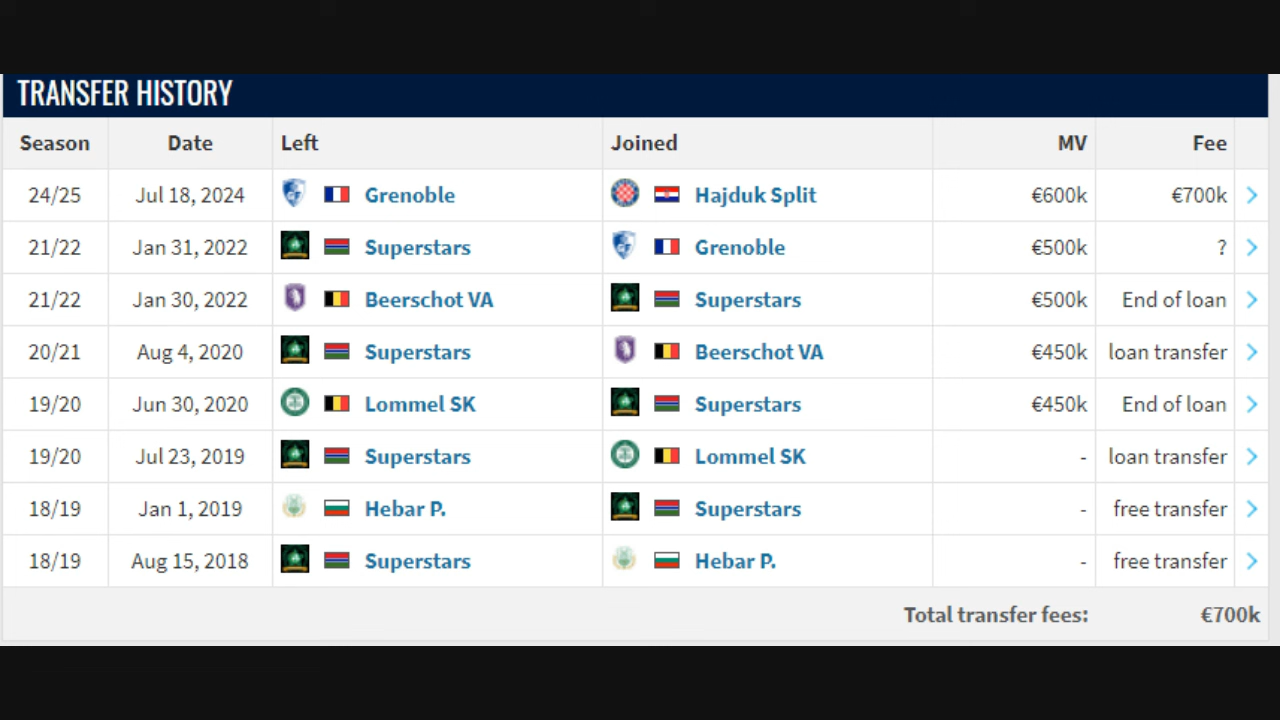 TRANSFER HISTORY
Season Date Left Joined MV Fee
24/25 Jul 18, 2024 Grenoble Hajduk Split €600k €700k
21/22 Jan 31, 2022 Superstars Grenoble €500k ?
21/22 Jan 30, 2022 Beerschot VA Superstars €500k End of loan
20/21 Aug 4, 2020 Superstars Beerschot VA €450k loan transfer
19/20 Jun 30, 2020 Lommel SK Superstars €450k End of loan
19/20 Jul 23, 2019 Superstars Lommel SK - loan transfer
18/19 Jan 1, 2019 Hebar P. Superstars - free transfer
18/19 Aug 15, 2018 Superstars Hebar P. - free transfer
Total transfer fees: €700k